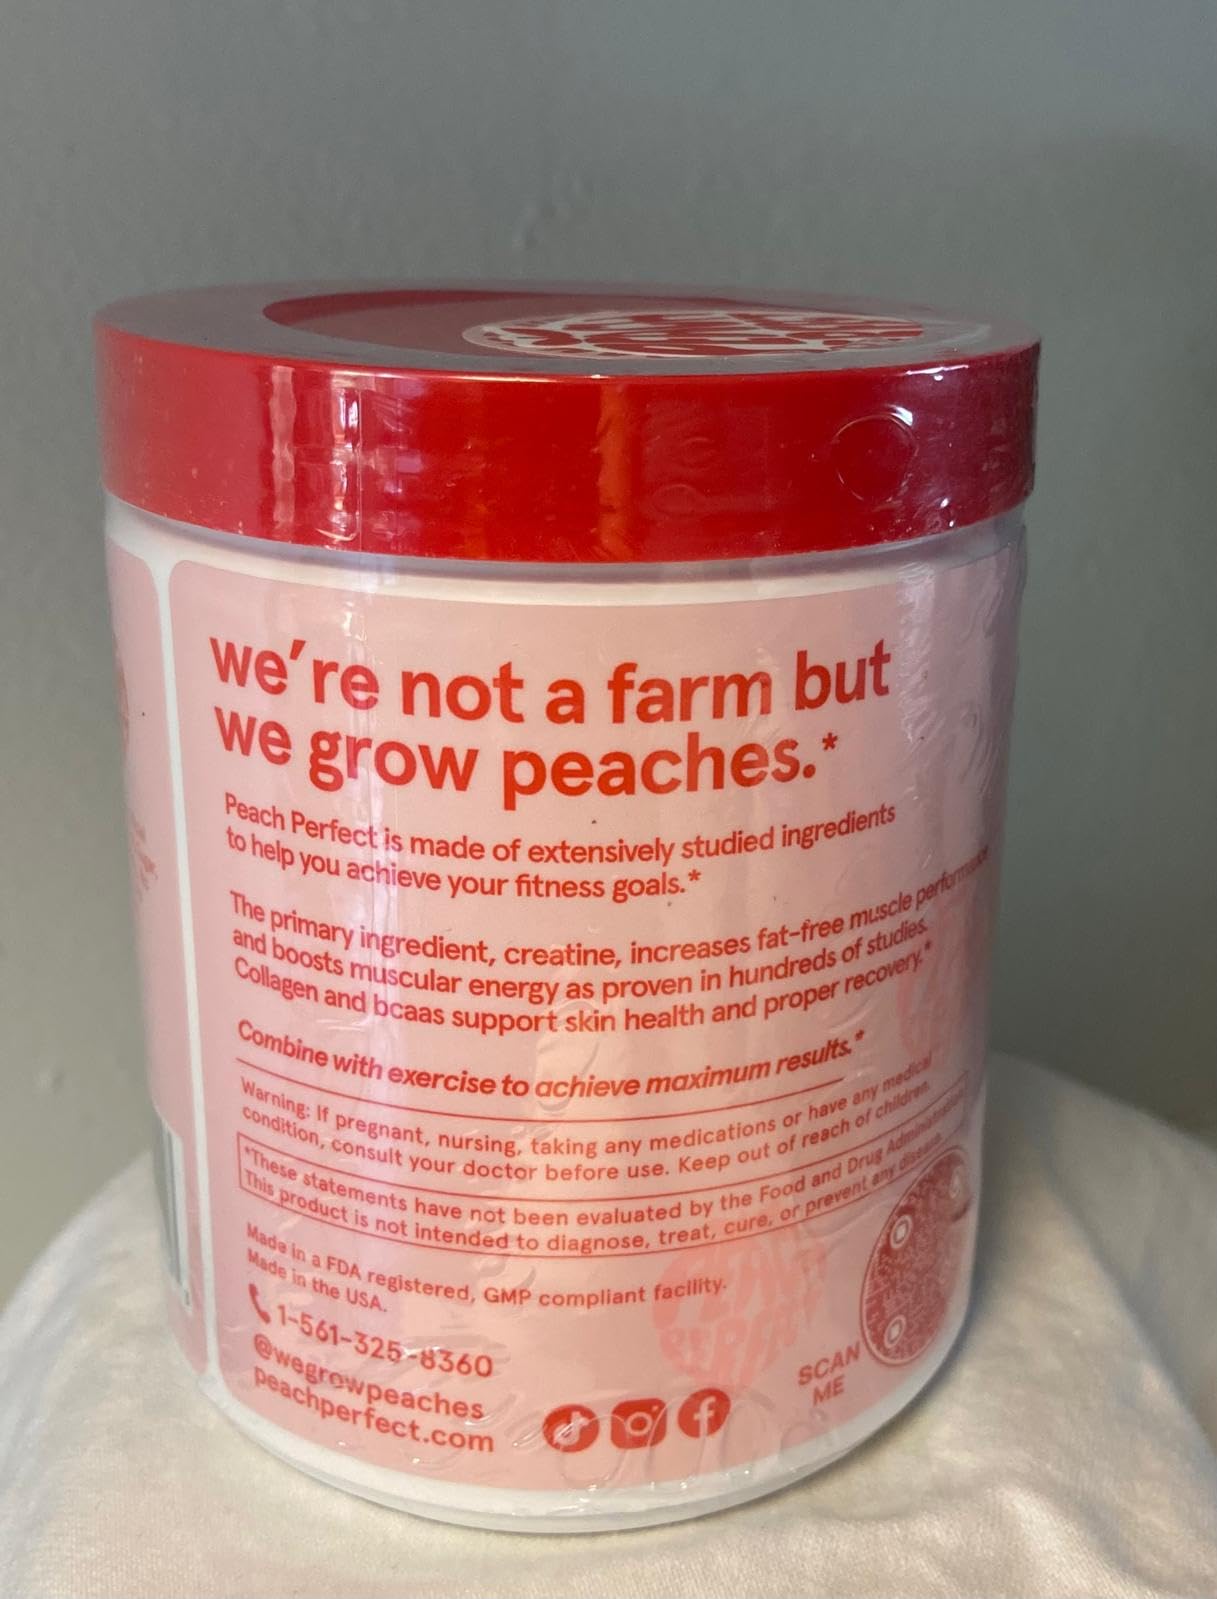 we're not a farm but
we grow peaches.*
Peach Perfect is made of extensively studied ingredients
to help you achieve your fitness goals.*
The primary ingredient, creatine, increases fat-free muscle performance
and boosts muscular energy as proven in hundreds of studies.
Collagen and bcaas support skin health and proper recovery.*
Combine with exercise to achieve maximum results.*
Warning: If pregnant, nursing, taking any medications or have any medical
condition, consult your doctor before use. Keep out of reach of children.
*These statements have not been evaluated by the Food and Drug Administration.
This product is not intended to diagnose, treat, cure, or prevent any disease.
Made in a FDA registered, GMP compliant facility.
Made in the USA.
1-561-325-8360
@wegrowpeaches
peachperfect.com
SCAN
ME